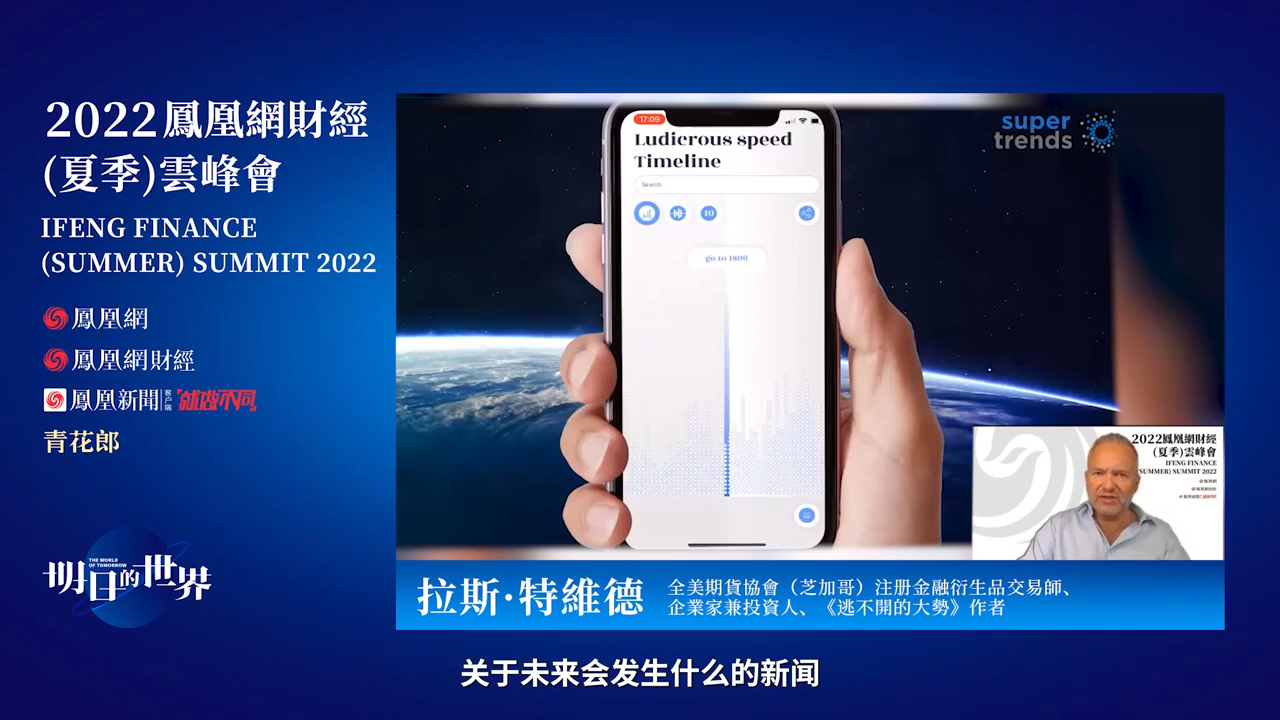 2022鳳凰網財經
(夏季)雲峰會
IFENG FINANCE
(SUMMER) SUMMIT 2022
鳳凰網
鳳凰網財經
鳳凰新聞 客户端 就做不同
青花郎
THE WORLD
OF TOMORROW
明日的世界
17:09
Ludicrous speed
Timeline
Search
10
go to 1800
super
trends
2022鳳凰網財經
(夏季)雲峰會
IFENG FINANCE
(SUMMER) SUMMIT 2022
拉斯·特維德
全美期貨協會（芝加哥）注册金融衍生品交易師、
企業家兼投資人、《逃不開的大勢》作者
关于未来会发生什么的新闻